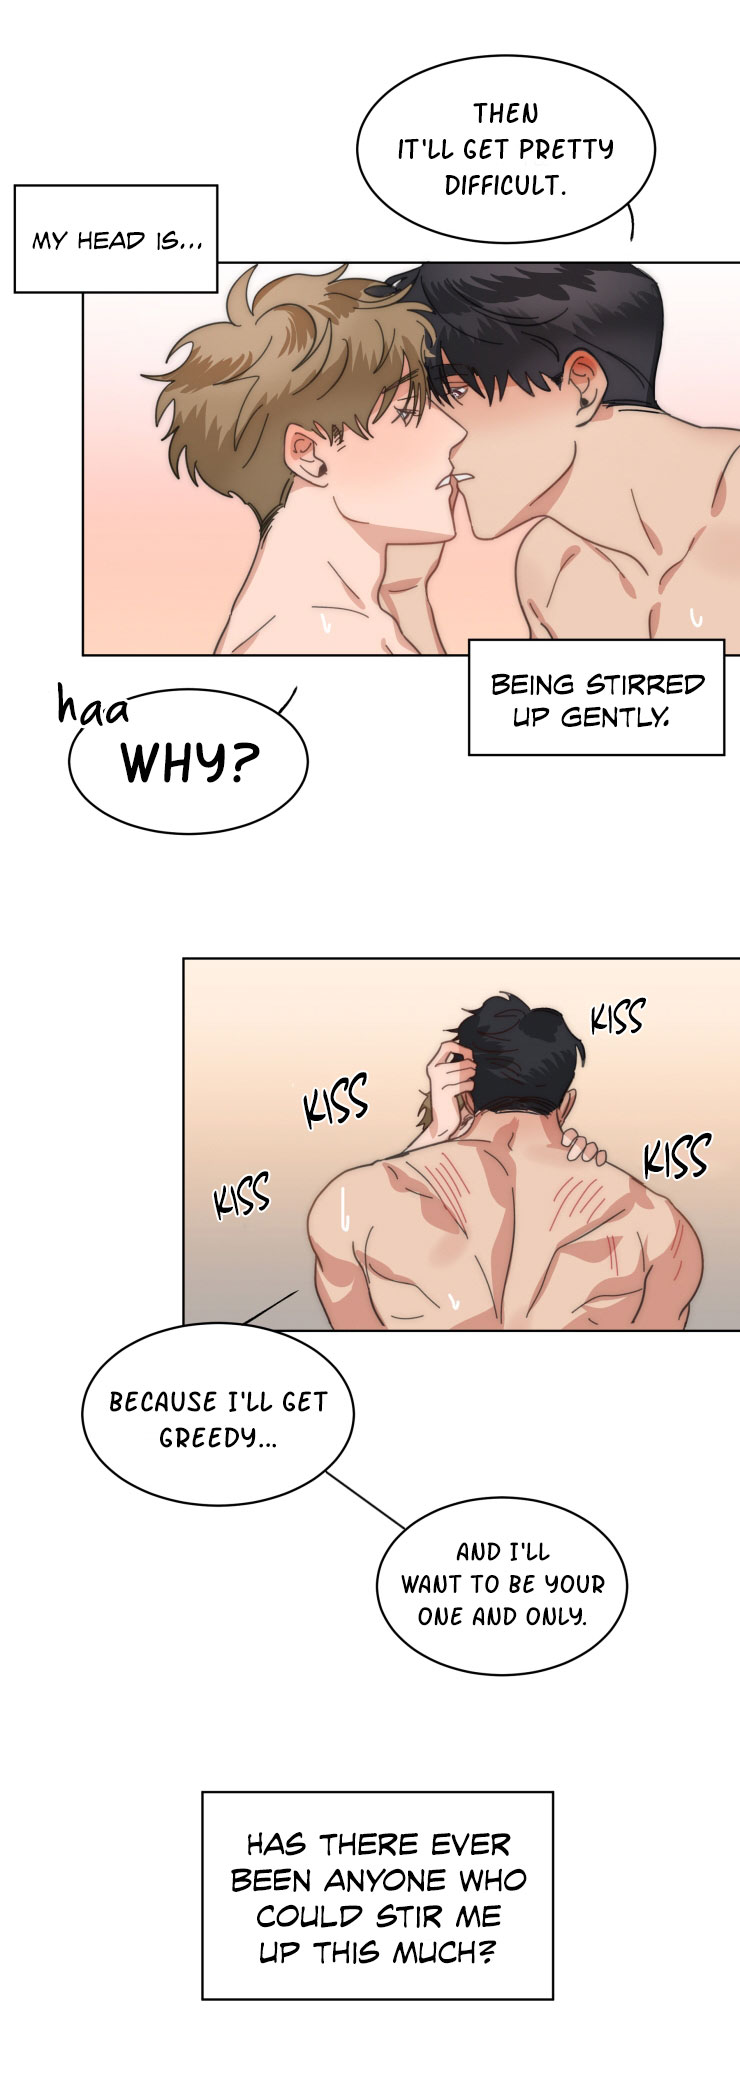 THEN
IT'LL GET PRETTY
DIFFICULT.
MY HEAD IS...
BEING STIRRED
UP GENTLY.
haa
WHY?
KISS
KISS
KISS
KISS
BECAUSE I'LL GET
GREEDY...
AND I'LL
WANT TO BE YOUR
ONE AND ONLY.
HAS THERE EVER
BEEN ANYONE WHO
COULD STIR ME
UP THIS MUCH?